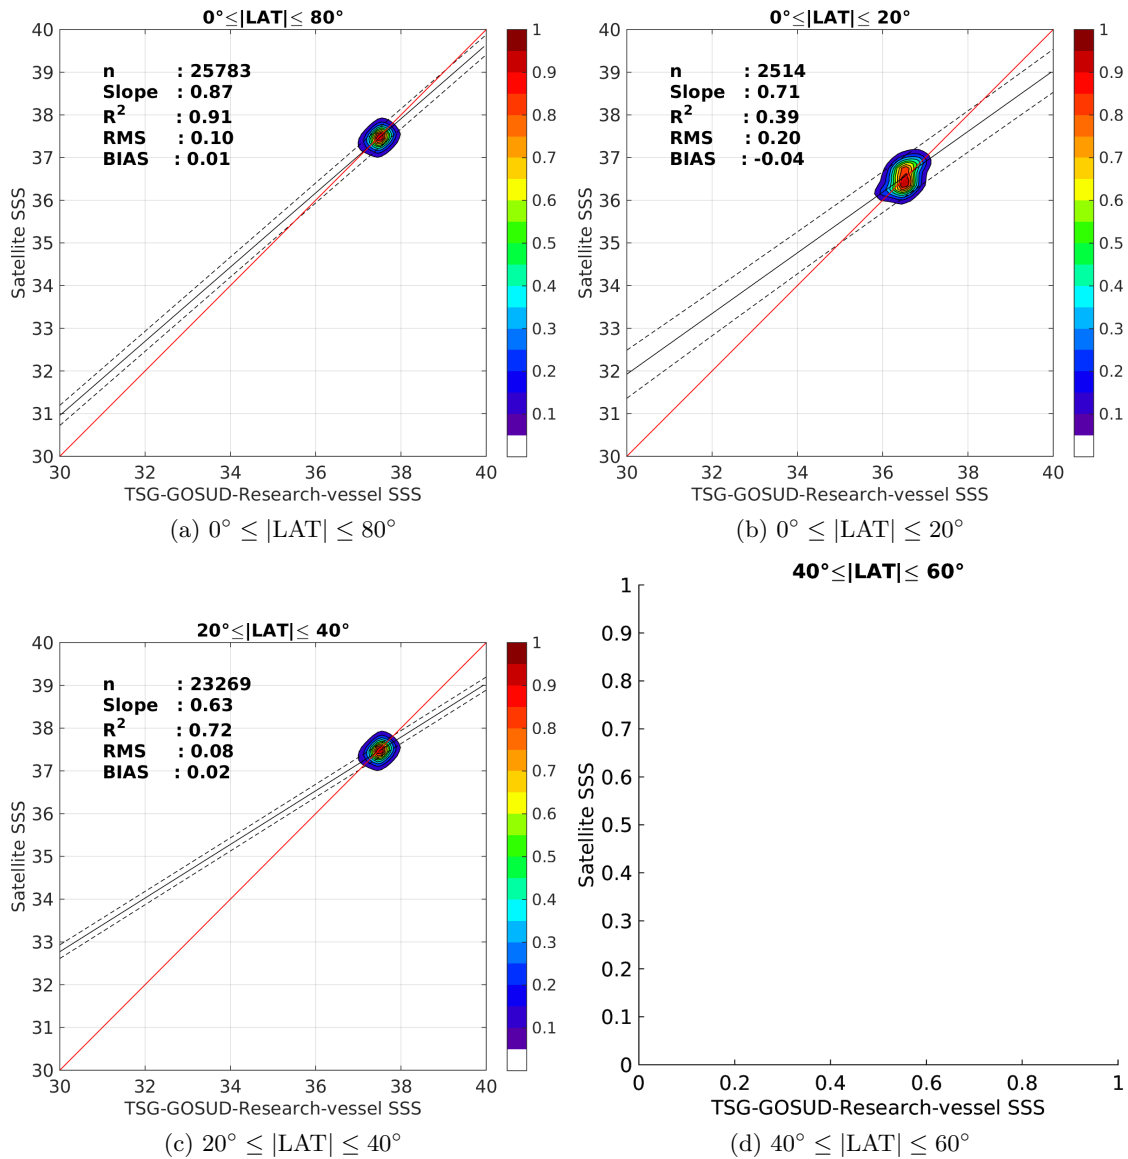 0°≤|LAT|≤ 80°
40
39
38
37
36
35
34
33
32
31
30
n : 25783
Slope : 0.87
R² : 0.91
RMS : 0.10
BIAS : 0.01
Satellite SSS
30 32 34 36 38 40
TSG-GOSUD-Research-vessel SSS
1
0.9
0.8
0.7
0.6
0.5
0.4
0.3
0.2
0.1
(a) 0° ≤ |LAT| ≤ 80°
0°≤|LAT|≤ 20°
40
39
38
37
36
35
34
33
32
31
30
n : 2514
Slope : 0.71
R² : 0.39
RMS : 0.20
BIAS : -0.04
Satellite SSS
30 32 34 36 38 40
TSG-GOSUD-Research-vessel SSS
1
0.9
0.8
0.7
0.6
0.5
0.4
0.3
0.2
0.1
(b) 0° ≤ |LAT| ≤ 20°
20°≤|LAT|≤ 40°
40
39
38
37
36
35
34
33
32
31
30
n : 23269
Slope : 0.63
R² : 0.72
RMS : 0.08
BIAS : 0.02
Satellite SSS
30 32 34 36 38 40
TSG-GOSUD-Research-vessel SSS
1
0.9
0.8
0.7
0.6
0.5
0.4
0.3
0.2
0.1
(c) 20° ≤ |LAT| ≤ 40°
40°≤|LAT|≤ 60°
1
0.9
0.8
0.7
0.6
0.5
0.4
0.3
0.2
0.1
0
Satellite SSS
0 0.2 0.4 0.6 0.8 1
TSG-GOSUD-Research-vessel SSS
(d) 40° ≤ |LAT| ≤ 60°